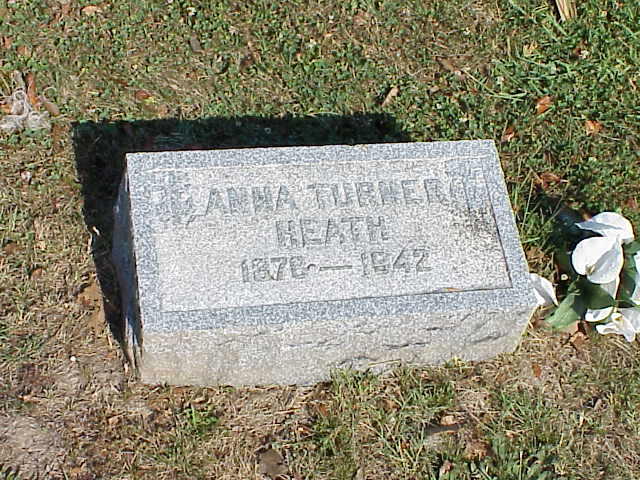 ANNA TURNER
HEATH
1878 — 1942